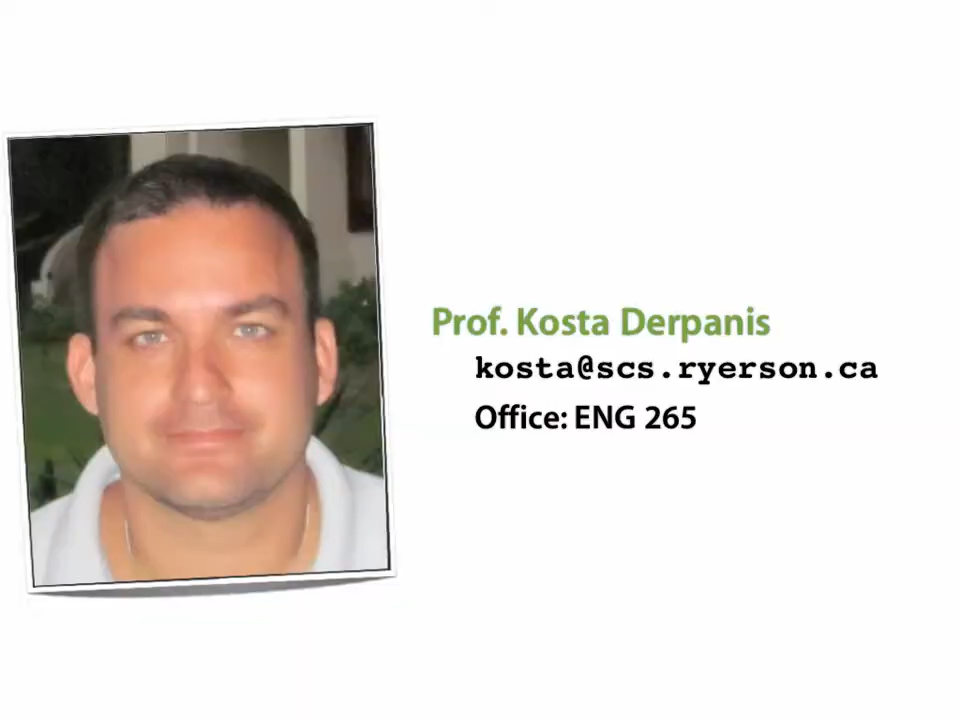 Prof. Kosta Derpanis
kosta@scs.ryerson.ca
Office: ENG 265